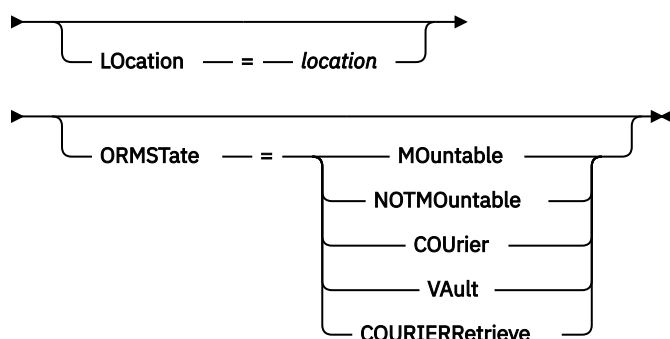 LOcation = location
ORMSTate = MOuntable
NOTMOuntable
COUrier
VAult
COURIERRetrieve